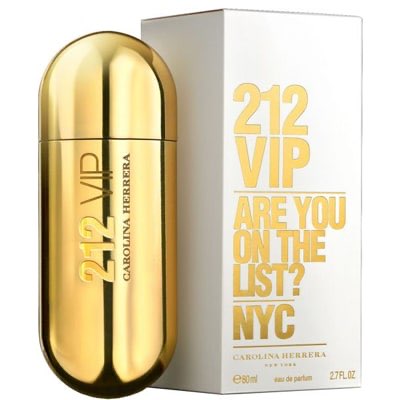 212 VIP
CAROLINA HERRERA
212
VIP
ARE YOU
ON THE
LIST?
NYC
CAROLINA HERRERA
NEW YORK
℮80ml eau de parfum 2.7FL.OZ